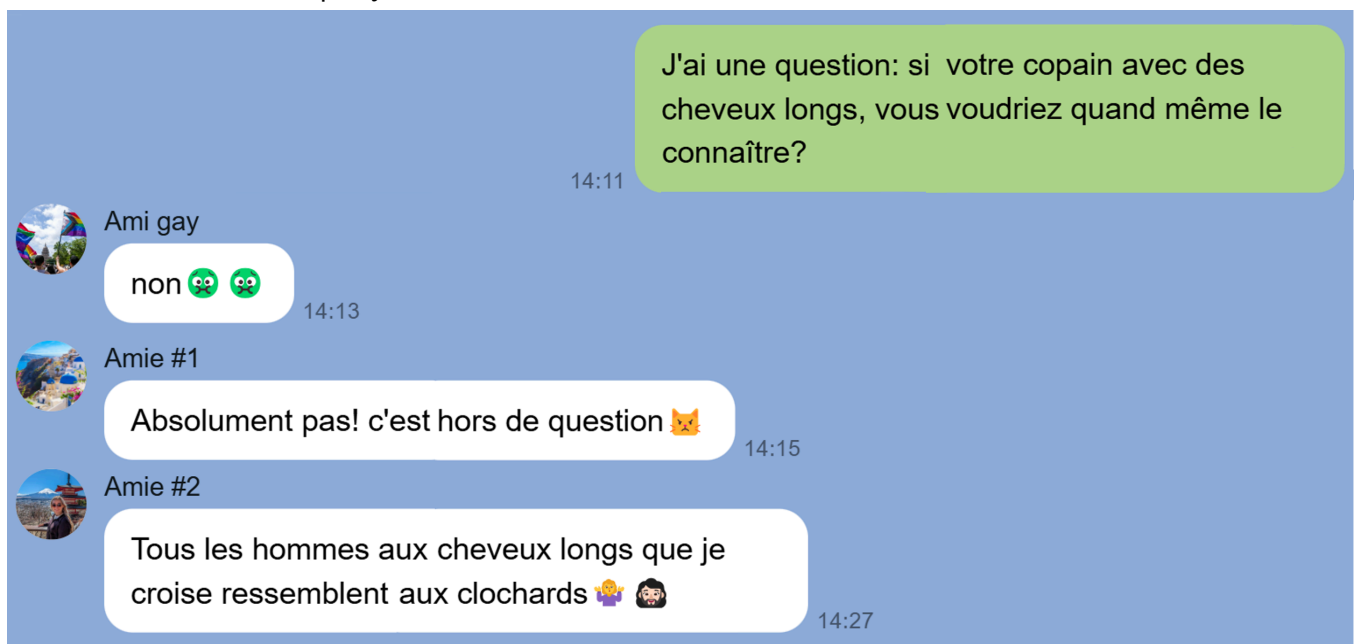 J'ai une question: si votre copain avec des
cheveux longs, vous voudriez quand même le
connaître?
14:11
Ami gay
non🤢 🤢
14:13
Amie #1
Absolument pas! c'est hors de question😾
14:15
Amie #2
Tous les hommes aux cheveux longs que je
croise ressemblent aux clochards🤷‍♀️ 🧔🏻
14:27